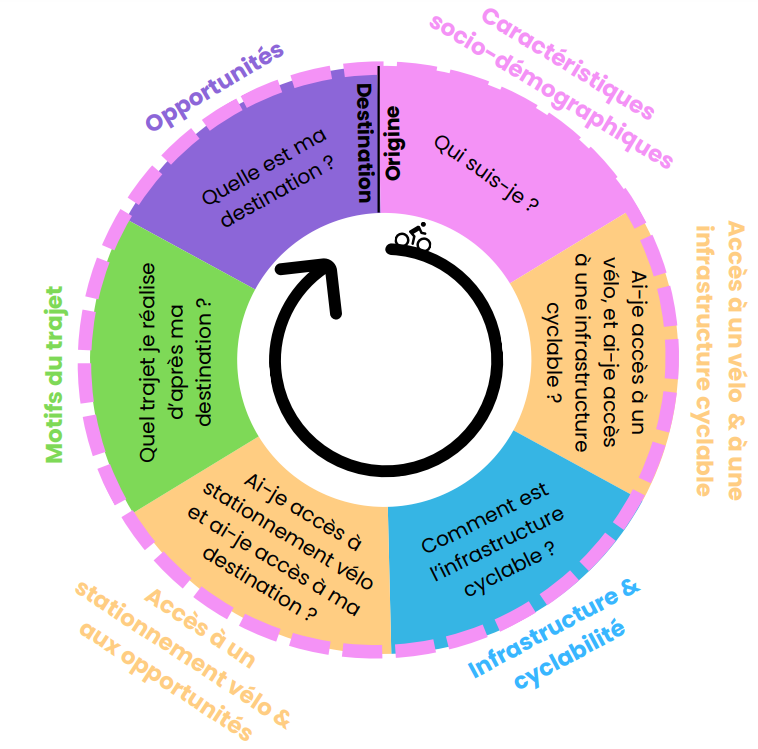 Caractéristiques
socio-démographiques
Origine
Qui suis-je ?
Accès à un vélo & à une
infrastructure cyclable
Ai-je accès à un
vélo, et ai-je accès
à une infrastructure
cyclable ?
Comment est
l'infrastructure
cyclable ?
Infrastructure &
cyclabilité
Ai-je accès à
stationnement vélo
et ai-je accès à ma
destination ?
Accès à un
stationnement vélo &
aux opportunités
Motifs du trajet
Quel trajet je réalise
d'après ma
destination ?
Opportunités
Quelle est ma
destination ?
Destination